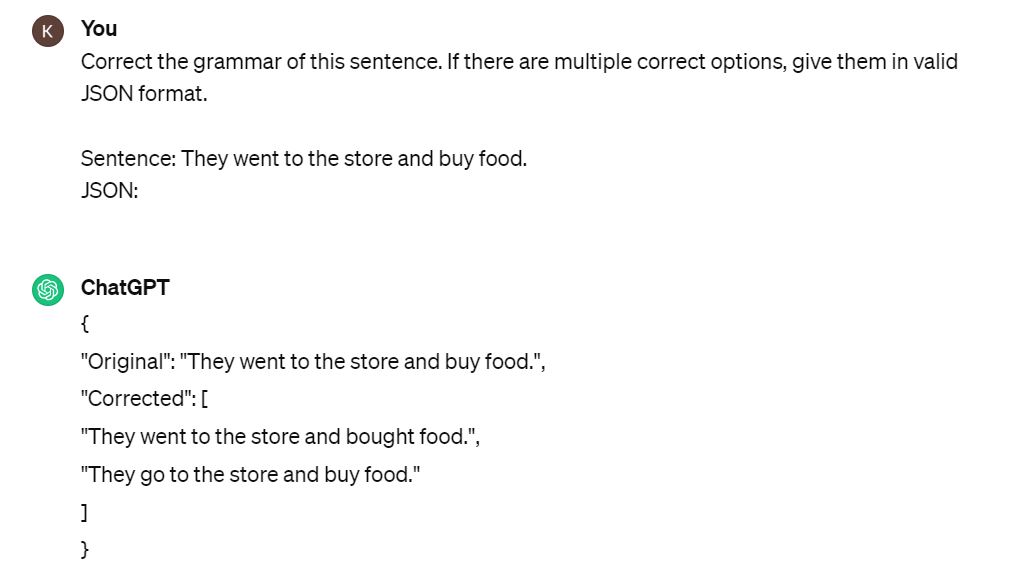 K
You
Correct the grammar of this sentence. If there are multiple correct options, give them in valid
JSON format.
Sentence: They went to the store and buy food.
JSON:
ChatGPT
{
"Original": "They went to the store and buy food.",
"Corrected": [
"They went to the store and bought food.",
"They go to the store and buy food."
]
}